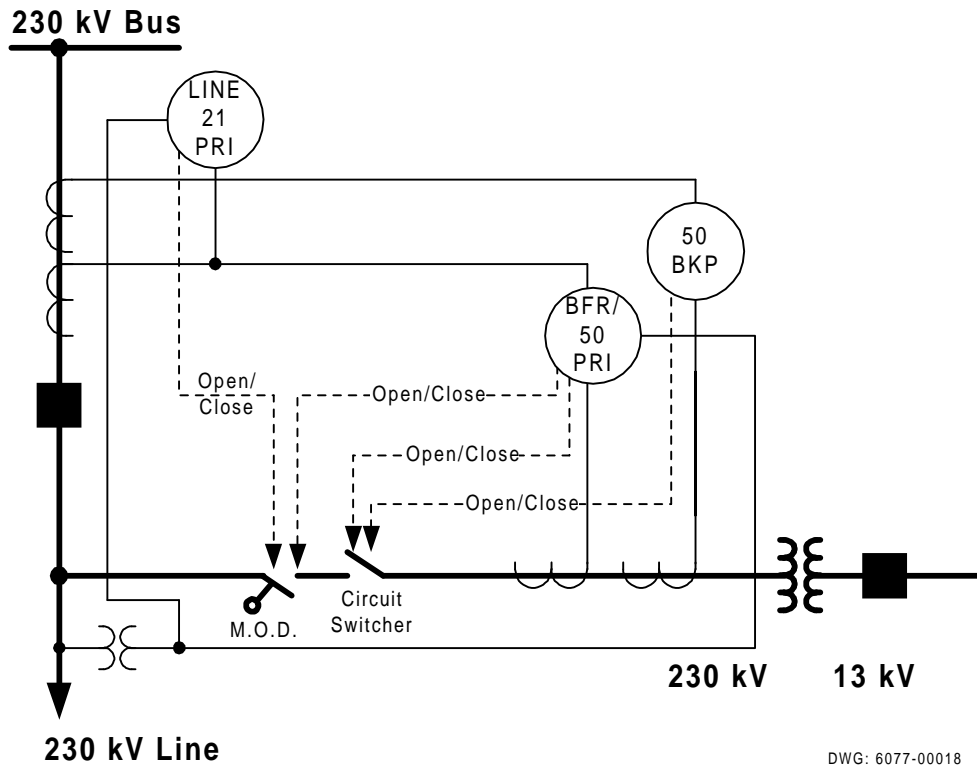 230 kV Bus
LINE
21
PRI
50
BKP
BFR/
50
PRI
Open/
Close
Open/Close
Open/Close
Open/Close
M.O.D.
Circuit
Switcher
230 kV
13 kV
230 kV Line
DWG: 6077-00018